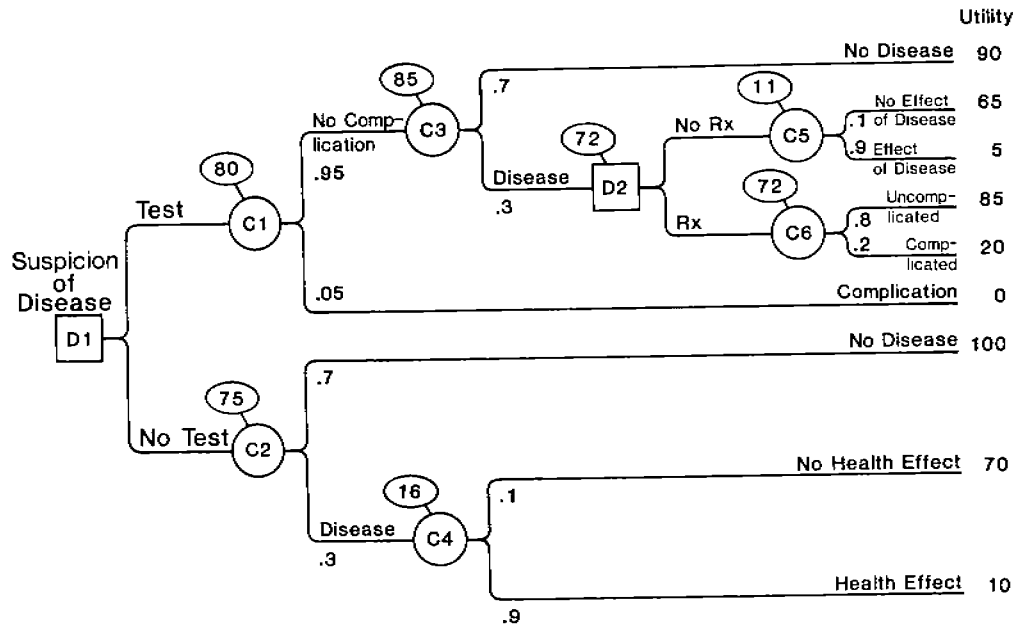 Utility
No Disease 90
.7
85
C3
No Comp-
lication
.95
11
No Rx
C5
No Effect 65
.1 of Disease
.9 Effect 5
of Disease
72
Disease
D2
.3
72
Rx
C6
Uncomp- 85
.8 licated
.2 Comp- 20
licated
80
Test
C1
.05
Complication 0
Suspicion
of
Disease
D1
No Disease 100
.7
75
No Test
C2
No Health Effect 70
.1
16
Disease
C4
.3
Health Effect 10
.9